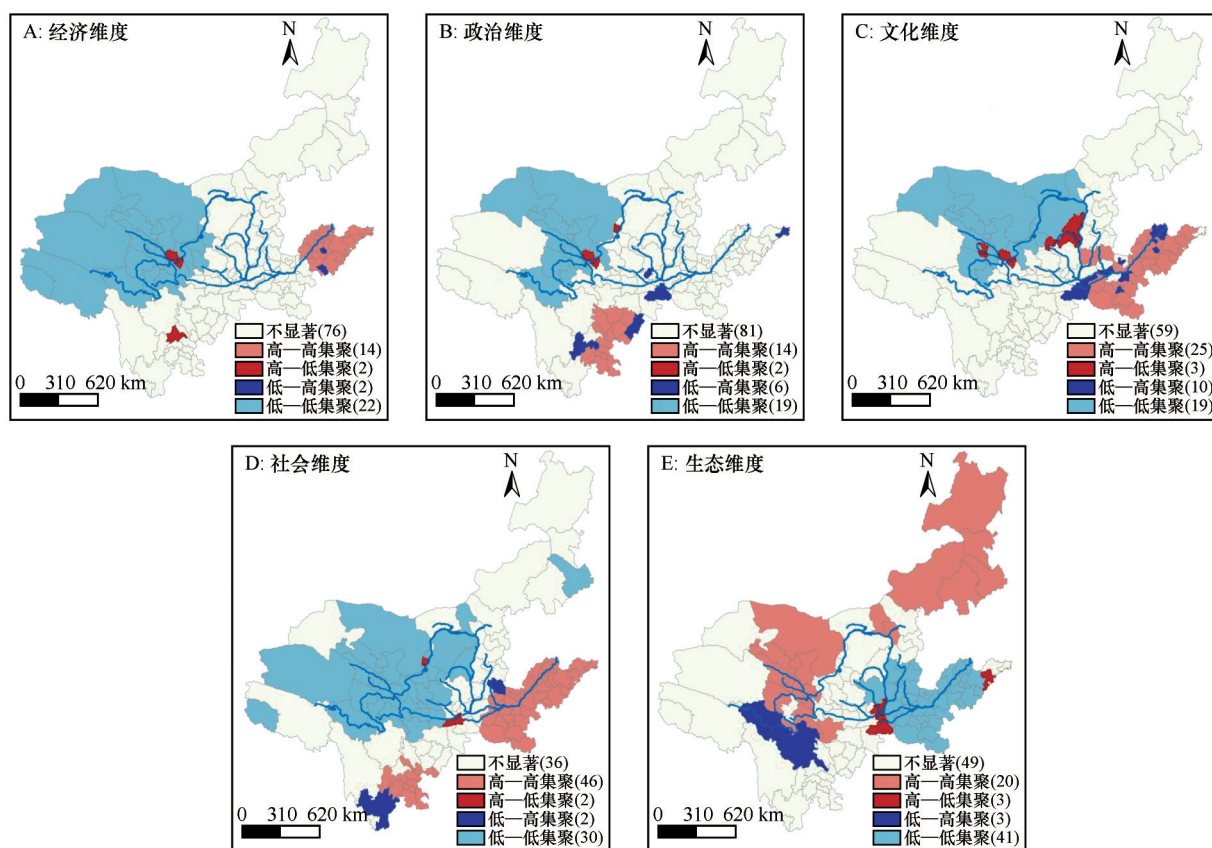 A: 经济维度
N
不显著(76)
高—高集聚(14)
高—低集聚(2)
低—高集聚(2)
低—低集聚(22)
0 310 620 km
B: 政治维度
N
不显著(81)
高—高集聚(14)
高—低集聚(2)
低—高集聚(6)
低—低集聚(19)
0 310 620 km
C: 文化维度
N
不显著(59)
高—高集聚(25)
高—低集聚(3)
低—高集聚(10)
低—低集聚(19)
0 310 620 km
D: 社会维度
N
不显著(36)
高—高集聚(46)
高—低集聚(2)
低—高集聚(2)
低—低集聚(30)
0 310 620 km
E: 生态维度
N
不显著(49)
高—高集聚(20)
高—低集聚(3)
低—高集聚(3)
低—低集聚(41)
0 310 620 km